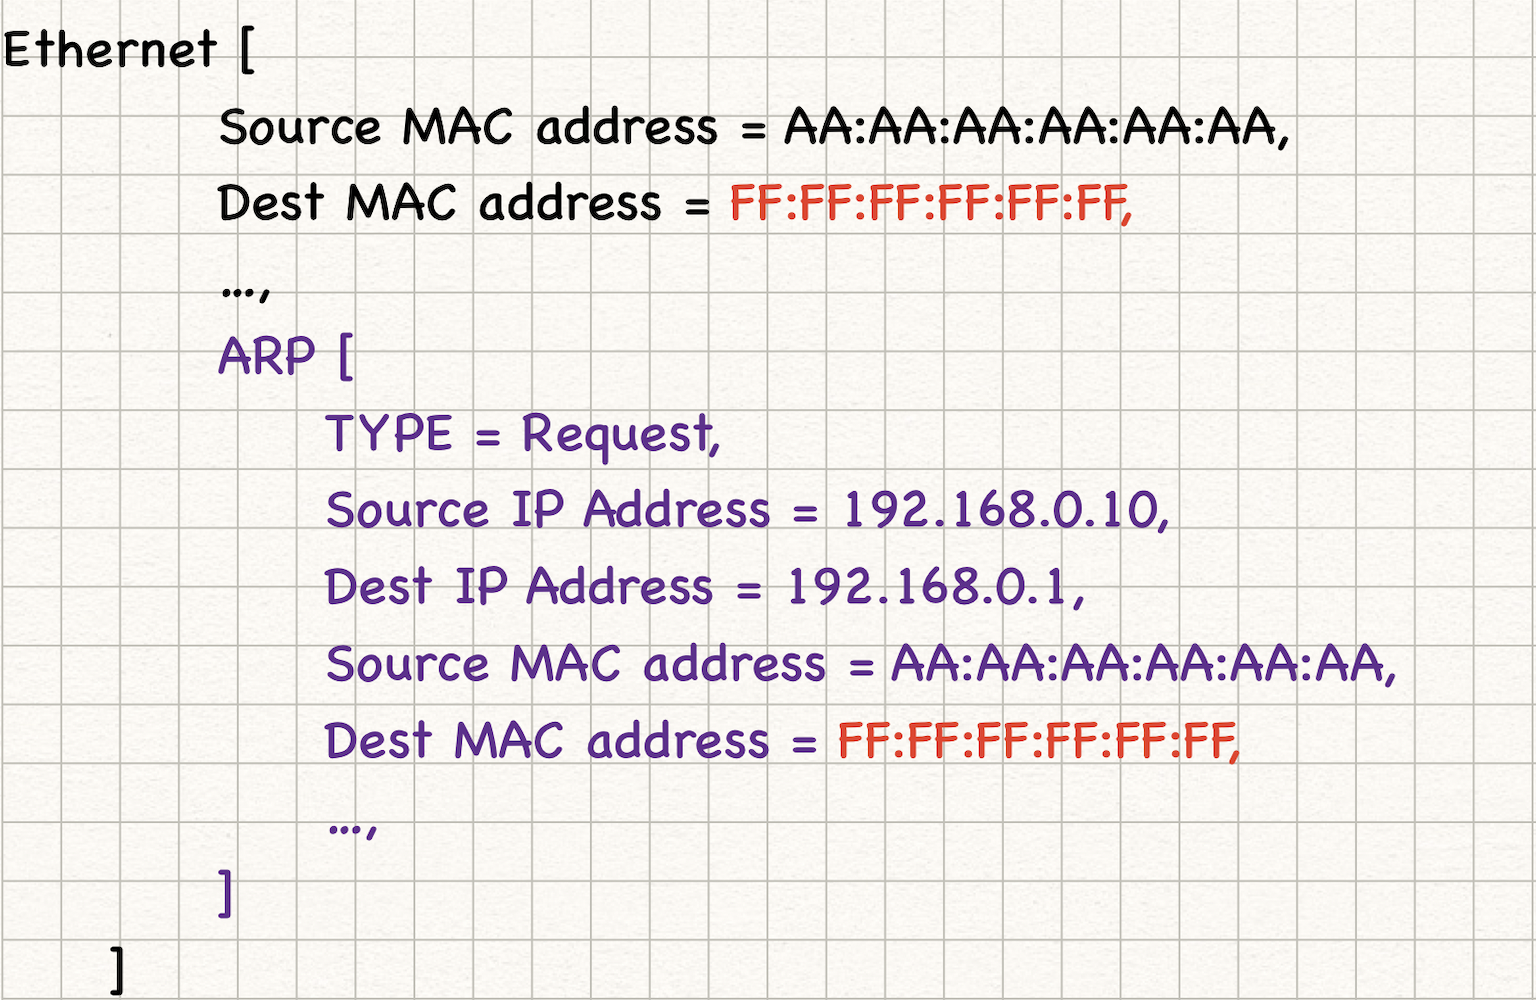 Ethernet [
Source MAC address = AA:AA:AA:AA:AA:AA,
Dest MAC address = FF:FF:FF:FF:FF:FF,
...,
ARP [
TYPE = Request,
Source IP Address = 192.168.0.10,
Dest IP Address = 192.168.0.1,
Source MAC address = AA:AA:AA:AA:AA:AA,
Dest MAC address = FF:FF:FF:FF:FF:FF,
...,
]
]